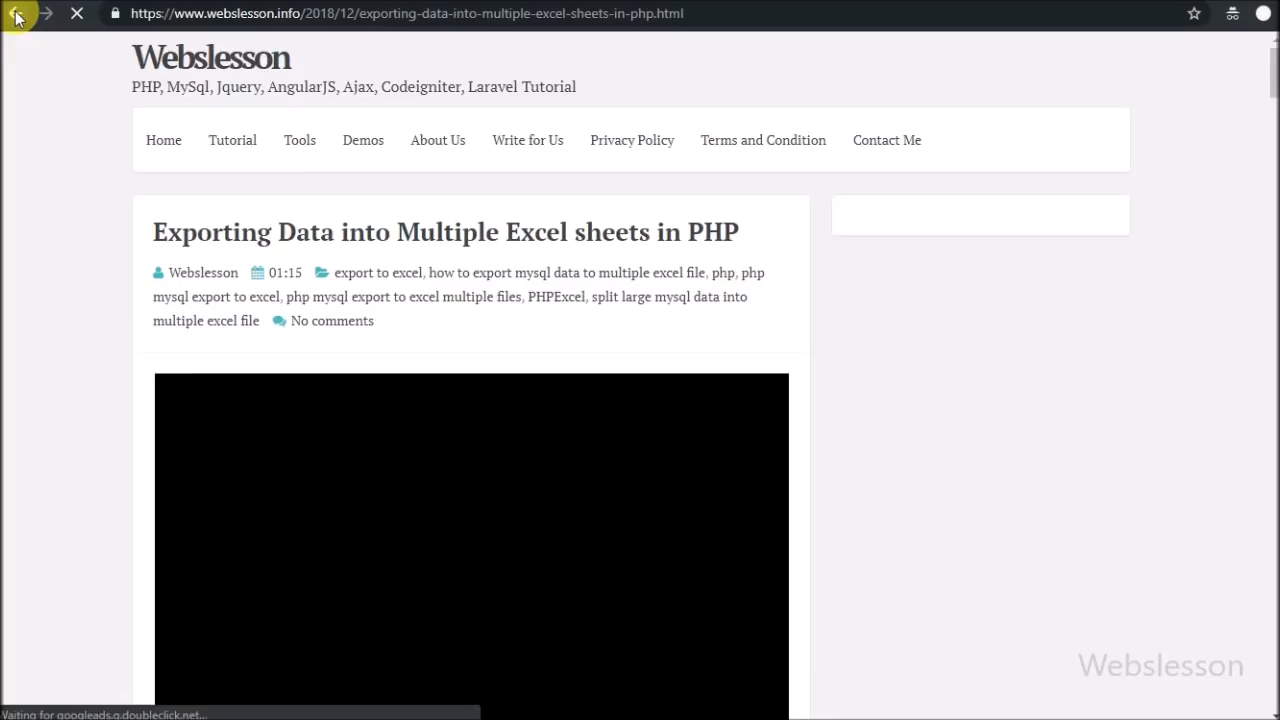 https://www.webslesson.info/2018/12/exporting-data-into-multiple-excel-sheets-in-php.html
Webslesson
PHP, MySql, Jquery, AngularJS, Ajax, Codeigniter, Laravel Tutorial
Home Tutorial Tools Demos About Us Write for Us Privacy Policy Terms and Condition Contact Me
Exporting Data into Multiple Excel sheets in PHP
Webslesson 01:15 export to excel, how to export mysql data to multiple excel file, php, php
mysql export to excel, php mysql export to excel multiple files, PHPExcel, split large mysql data into
multiple excel file No comments
Webslesson
Waiting for googleads.g.doubleclick.net...